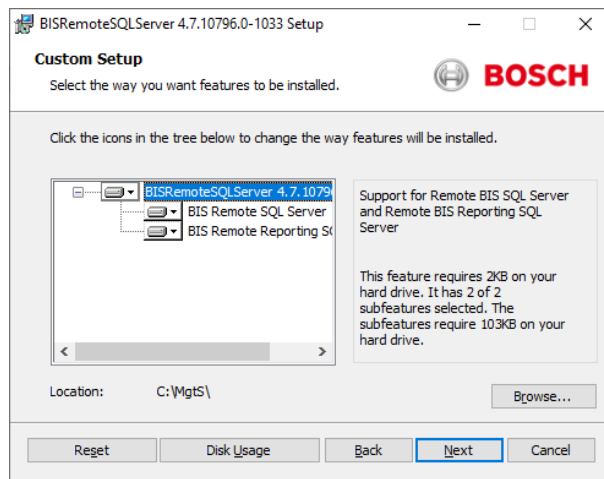 BISRemoteSQLServer 4.7.10796.0-1033 Setup
Custom Setup
Select the way you want features to be installed.
BOSCH
Click the icons in the tree below to change the way features will be installed.
BISRemoteSQLServer 4.7.1079
BIS Remote SQL Server
BIS Remote Reporting S
Support for Remote BIS SQL Server
and Remote BIS Reporting SQL
Server
This feature requires 2KB on your
hard drive. It has 2 of 2
subfeatures selected. The
subfeatures require 103KB on your
hard drive.
Location: C:\MgtS\
Browse...
Reset Disk Usage Back Next Cancel